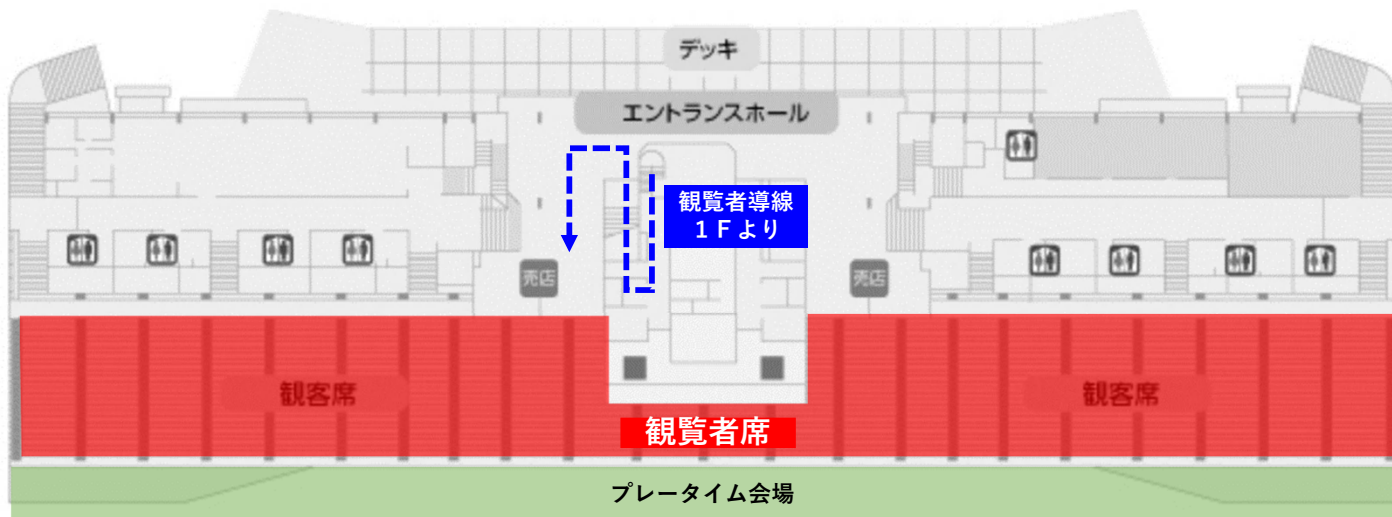 デッキ
エントランスホール
観覧者導線
１Ｆより
売店
売店
観客席
観客席
観覧者席
プレータイム会場